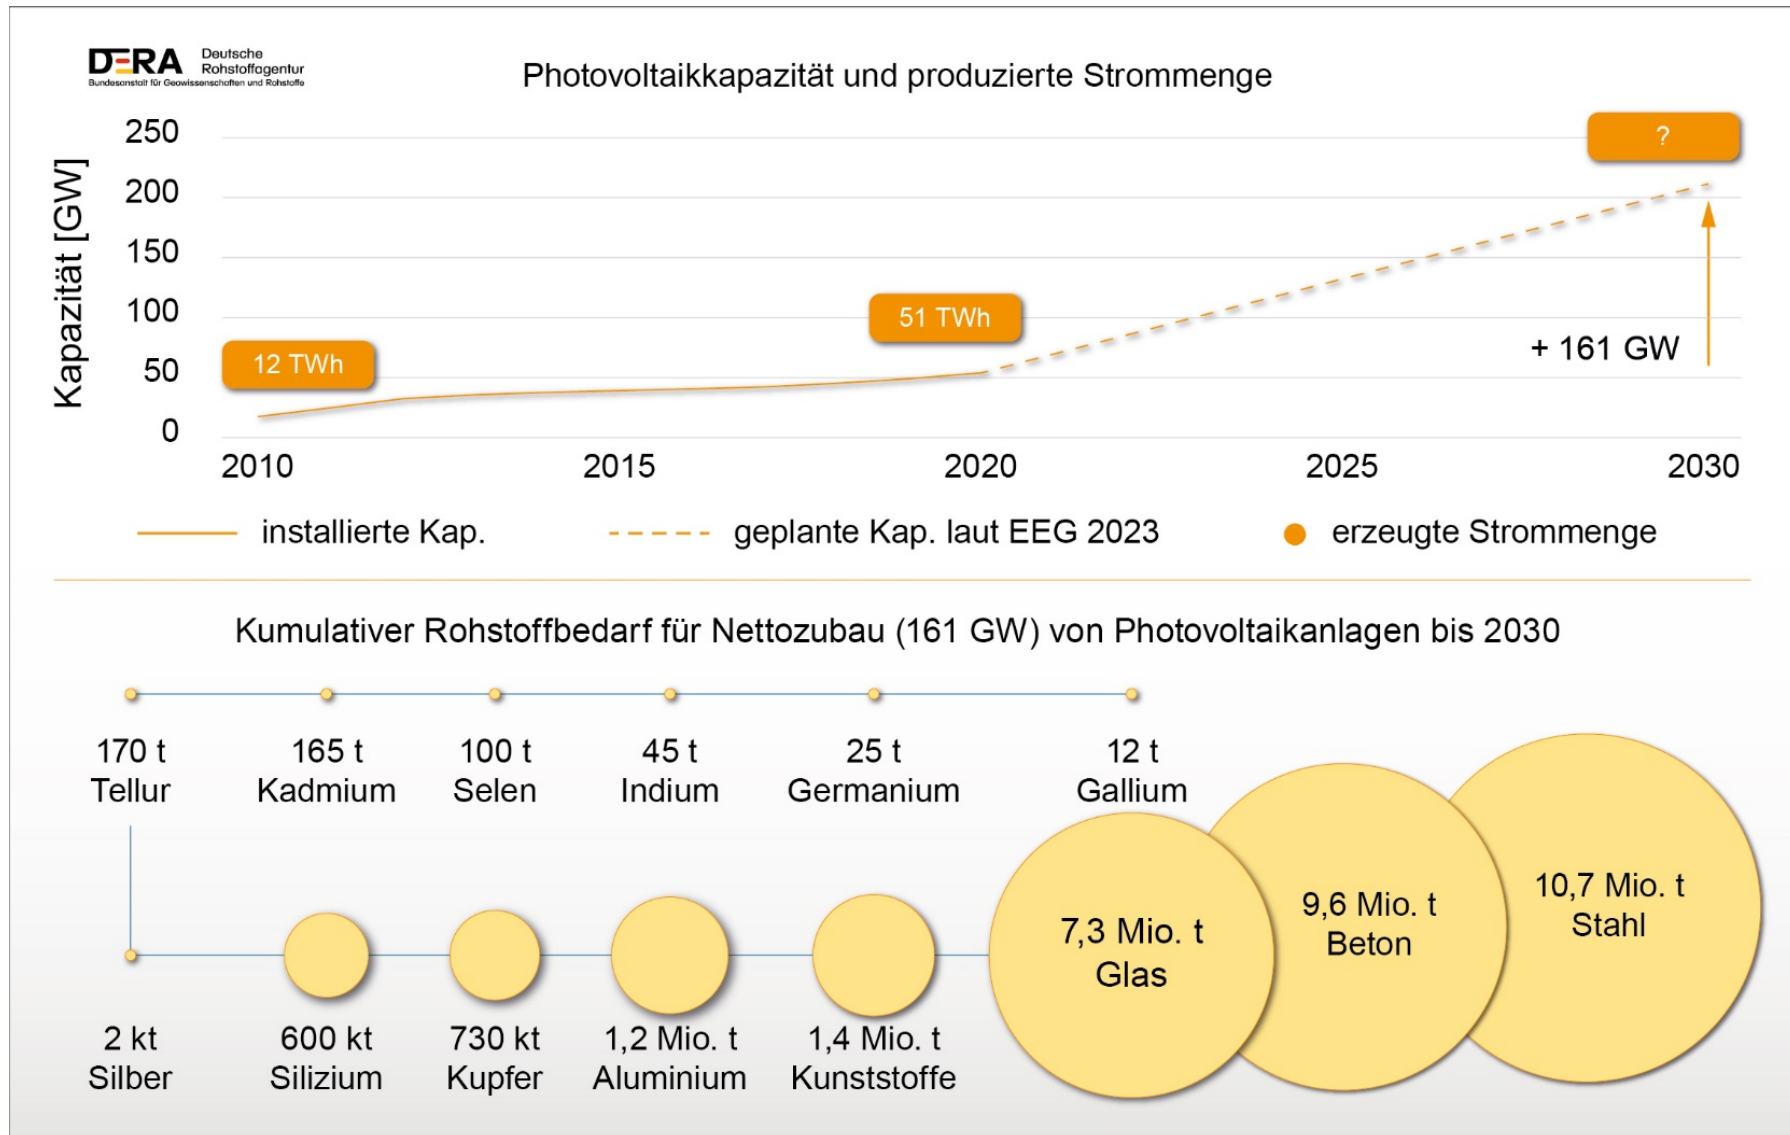 DERA
Deutsche
Rohstoffagentur
Bundesanstalt für Geowissenschaften und Rohstoffe
Photovoltaikkapazität und produzierte Strommenge
Kapazität [GW]
250
200
150
100
50
0
12 TWh
51 TWh
?
+ 161 GW
2010
2015
2020
2025
2030
installierte Kap.
geplante Kap. laut EEG 2023
erzeugte Strommenge
Kumulativer Rohstoffbedarf für Nettozubau (161 GW) von Photovoltaikanlagen bis 2030
170 t
Tellur
165 t
Kadmium
100 t
Selen
45 t
Indium
25 t
Germanium
12 t
Gallium
2 kt
Silber
600 kt
Silizium
730 kt
Kupfer
1,2 Mio. t
Aluminium
1,4 Mio. t
Kunststoffe
7,3 Mio. t
Glas
9,6 Mio. t
Beton
10,7 Mio. t
Stahl